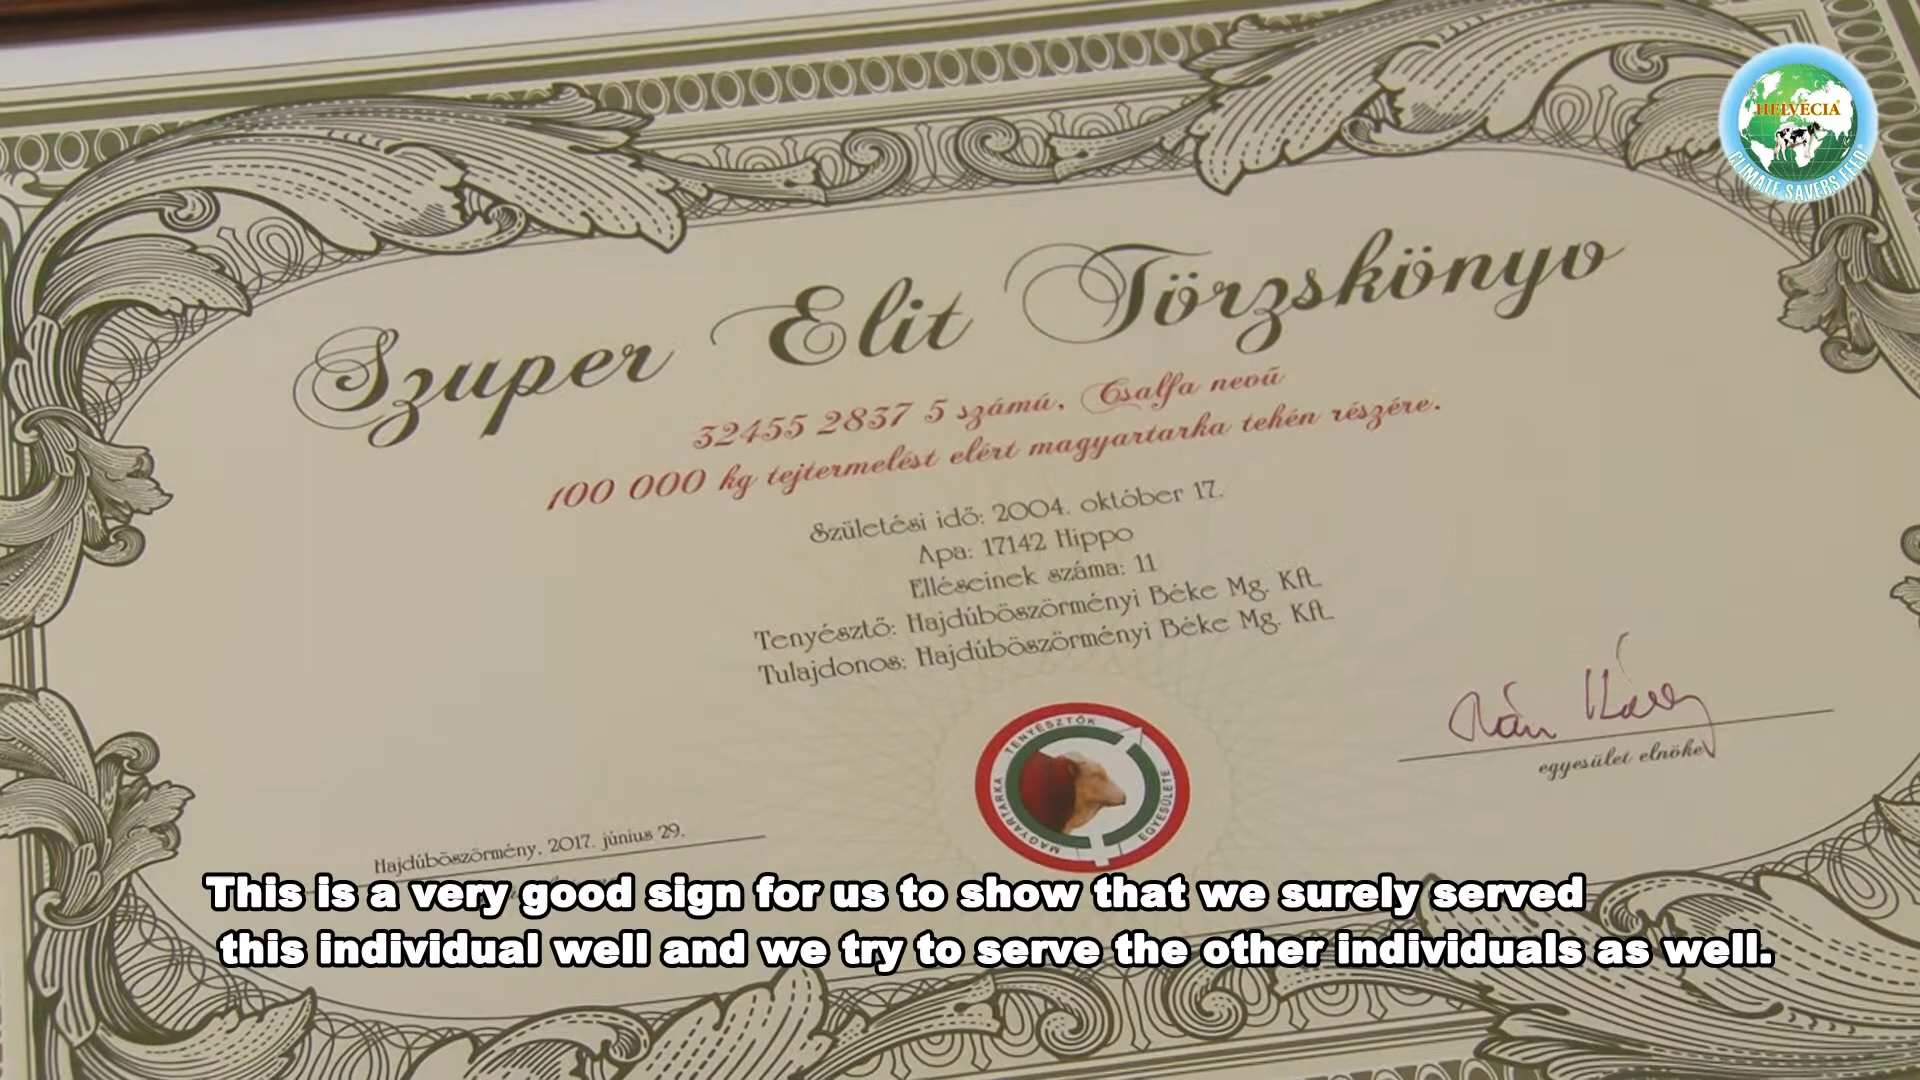 HELVÉCIA
CLIMATE SAVERS FEED
Szuper Elit Törzskönyv
32455 2837 5 számú, Csalfa nevű
100 000 kg tejtermelést elért magyartarka tehén részére.
Születési idő: 2004. október 17.
Apa: 17142 Hippo
Elléseinek száma: 11
Tenyésztő: Hajdúböszörményi Béke Mg. Kft.
Tulajdonos: Hajdúböszörményi Béke Mg. Kft.
MAGYARTARKA TENYÉSZTŐK EGYESÜLETE
egyesület elnöke
Hajdúböszörmény, 2017. június 29.
This is a very good sign for us to show that we surely served
this individual well and we try to serve the other individuals as well.